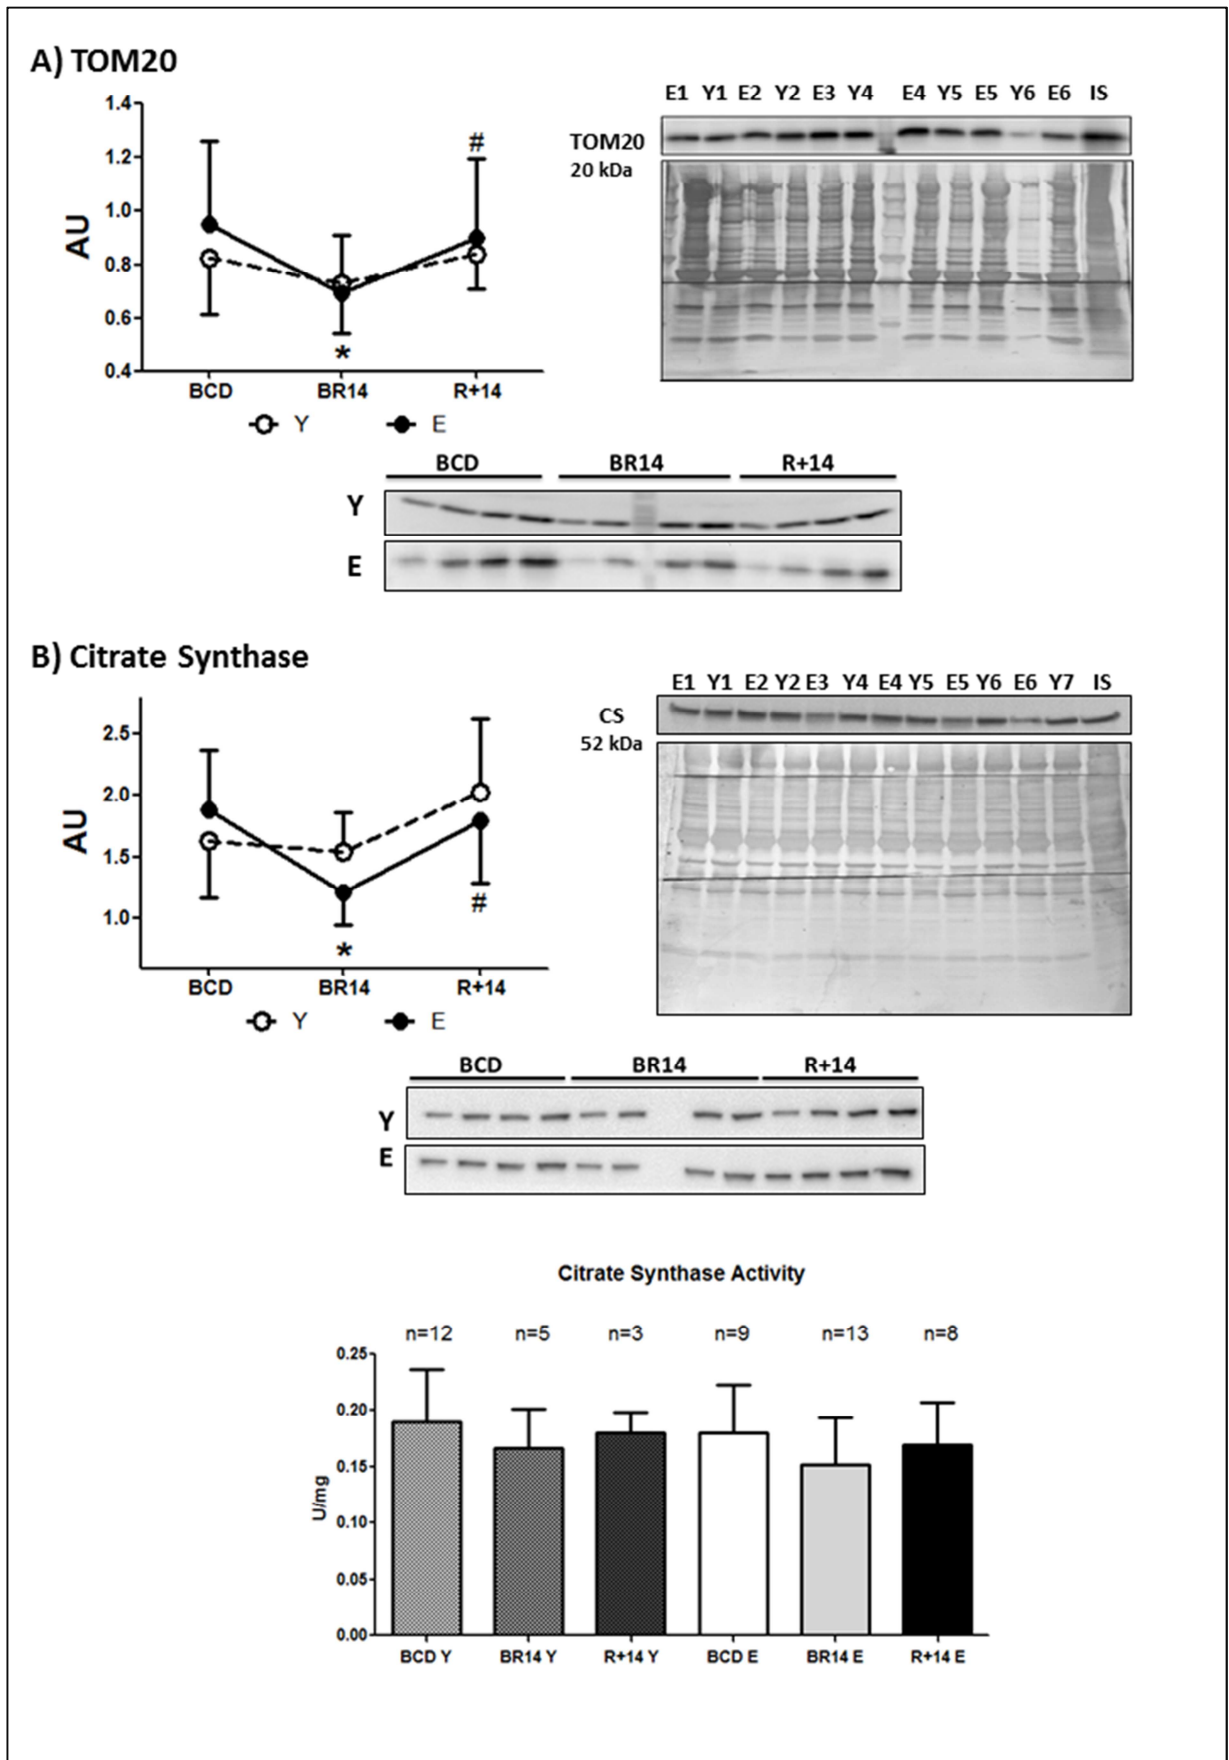 A) TOM20
1.4
1.2
1.0
0.8
0.6
0.4
AU
#
*
BCD BR14 R+14
Y E
E1 Y1 E2 Y2 E3 Y4 E4 Y5 E5 Y6 E6 IS
TOM20
20 kDa
BCD BR14 R+14
Y
E
B) Citrate Synthase
2.5
2.0
1.5
1.0
AU
#
*
BCD BR14 R+14
Y E
E1 Y1 E2 Y2 E3 Y4 E4 Y5 E5 Y6 E6 Y7 IS
CS
52 kDa
BCD BR14 R+14
Y
E
Citrate Synthase Activity
n=12 n=5 n=3 n=9 n=13 n=8
0.25
0.20
0.15
0.10
0.05
0.00
U/mg
BCD Y BR14 Y R+14 Y BCD E BR14 E R+14 E